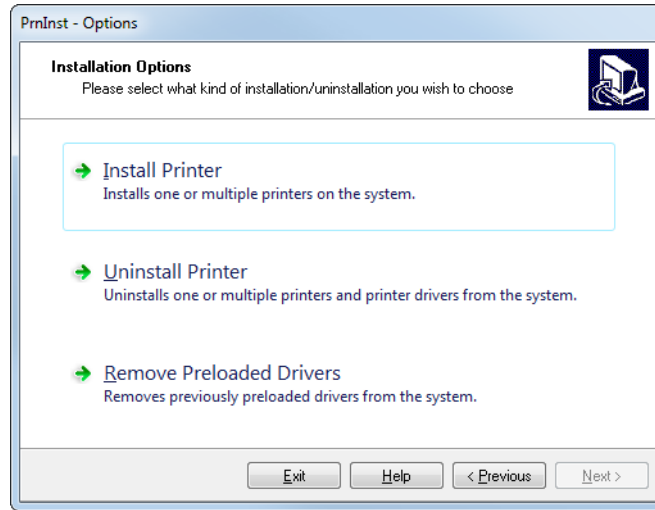 PrnInst - Options
Installation Options
Please select what kind of installation/uninstallation you wish to choose
Install Printer
Installs one or multiple printers on the system.
Uninstall Printer
Uninstalls one or multiple printers and printer drivers from the system.
Remove Preloaded Drivers
Removes previously preloaded drivers from the system.
Exit Help < Previous Next >